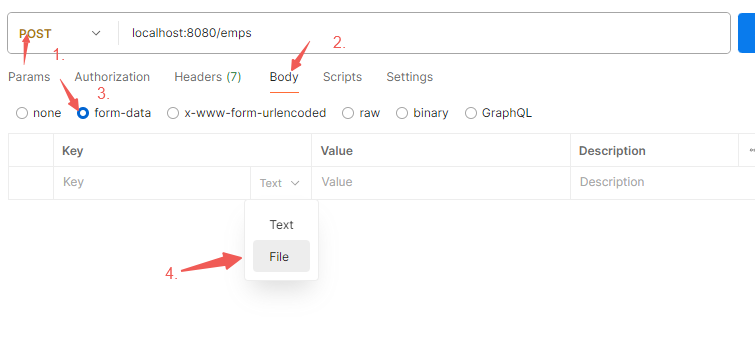 POST localhost:8080/emps
1. 2.
Params Authorization Headers (7) Body Scripts Settings
3.
none form-data x-www-form-urlencoded raw binary GraphQL
Key Value Description
Key Text Value Description
Text
File
4.